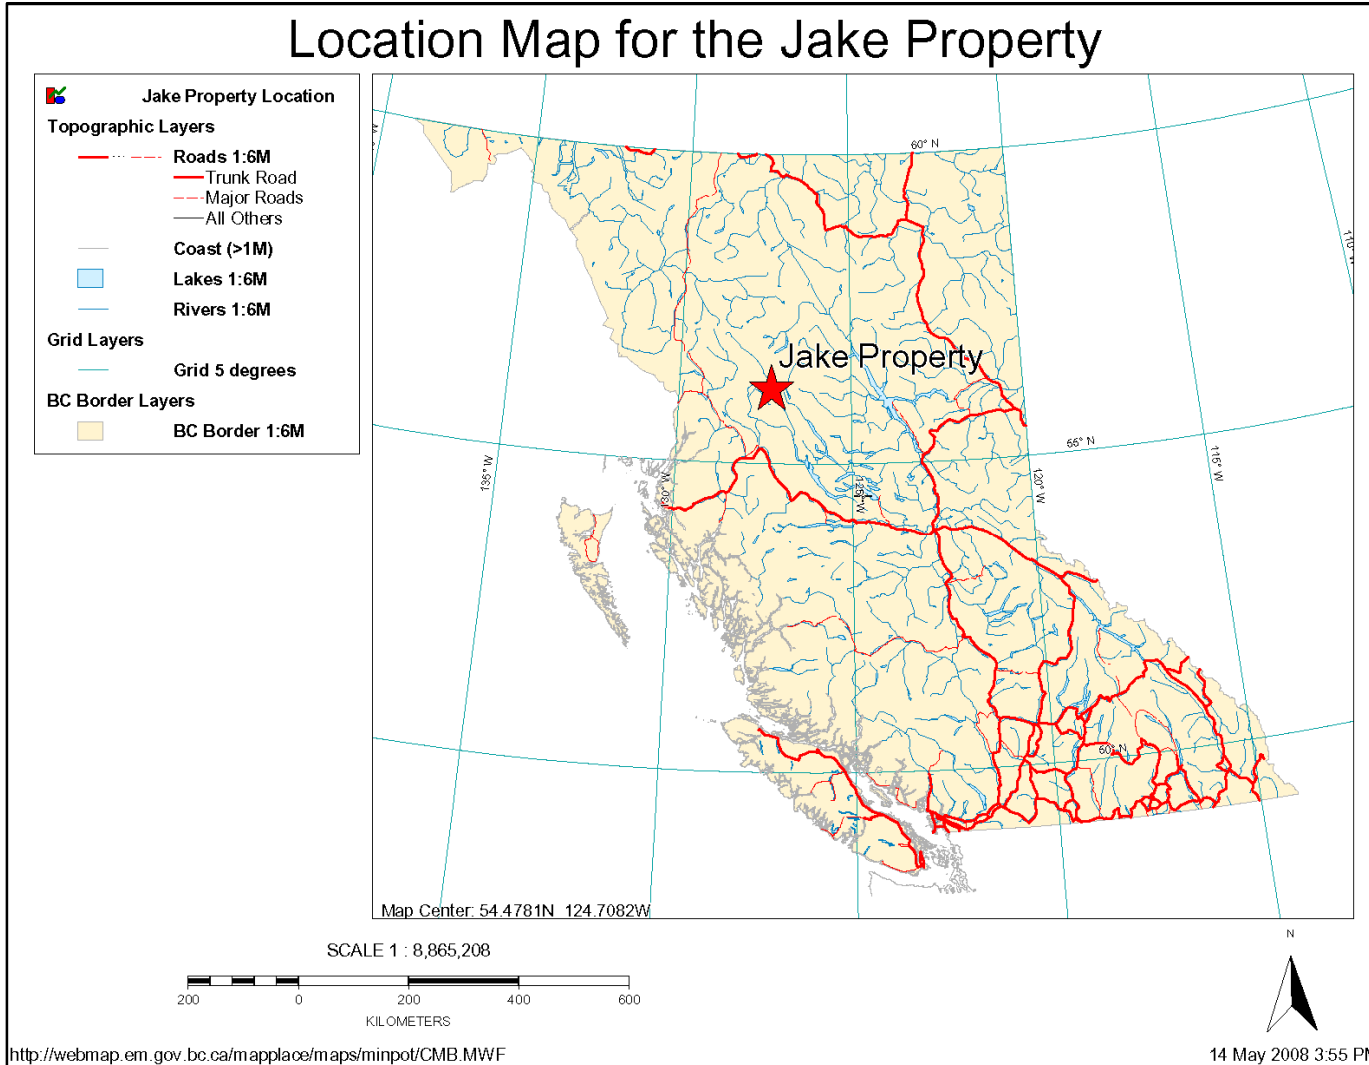 Location Map for the Jake Property
Jake Property Location
Topographic Layers
Roads 1:6M
Trunk Road
Major Roads
All Others
Coast (>1M)
Lakes 1:6M
Rivers 1:6M
Grid Layers
Grid 5 degrees
BC Border Layers
BC Border 1:6M
60° N
110° W
Jake Property
55° N
135° W
130° W
125° W
120° W
115° W
60° N
Map Center: 54.4781N 124.7082W
SCALE 1 : 8,865,208
200 0 200 400 600
KILOMETERS
N
http://webmap.em.gov.bc.ca/mapplace/maps/minpot/CMB.MWF
14 May 2008 3:55 PM